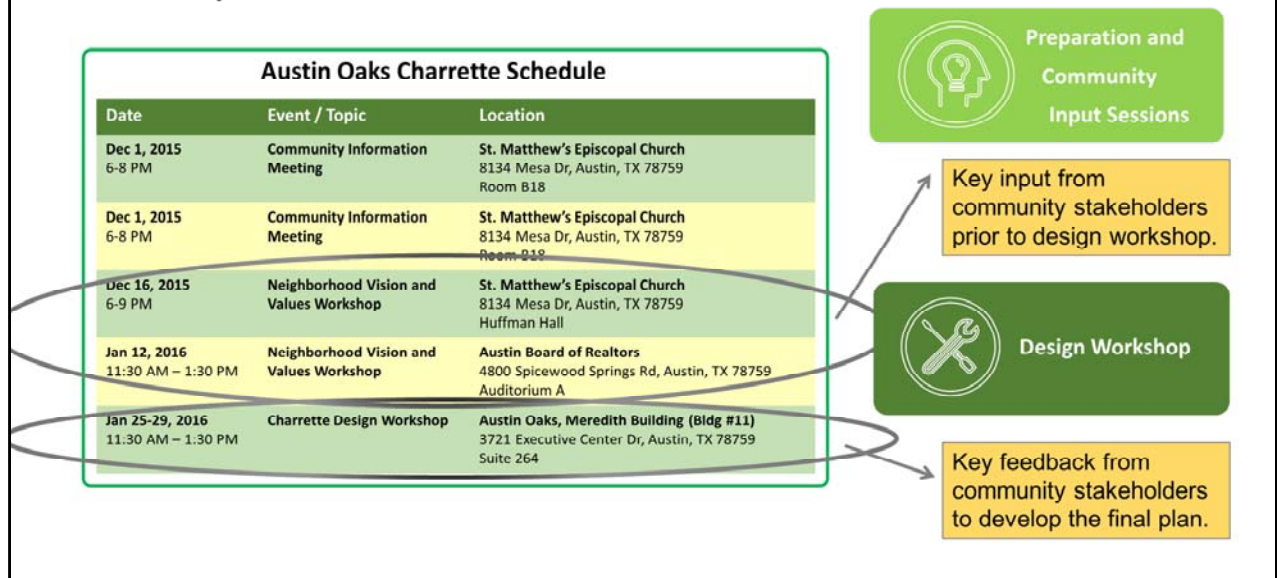 Austin Oaks Charrette Schedule
Date Event / Topic Location
Dec 1, 2015 Community Information St. Matthew's Episcopal Church
6-8 PM Meeting 8134 Mesa Dr, Austin, TX 78759
Room B18
Dec 1, 2015 Community Information St. Matthew's Episcopal Church
6-8 PM Meeting 8134 Mesa Dr, Austin, TX 78759
Room B18
Dec 16, 2015 Neighborhood Vision and St. Matthew's Episcopal Church
6-9 PM Values Workshop 8134 Mesa Dr, Austin, TX 78759
Huffman Hall
Jan 12, 2016 Neighborhood Vision and Austin Board of Realtors
11:30 AM – 1:30 PM Values Workshop 4800 Spicewood Springs Rd, Austin, TX 78759
Auditorium A
Jan 25-29, 2016 Charrette Design Workshop Austin Oaks, Meredith Building (Bldg #11)
11:30 AM – 1:30 PM 3721 Executive Center Dr, Austin, TX 78759
Suite 264
Preparation and
Community
Input Sessions
Key input from
community stakeholders
prior to design workshop.
Design Workshop
Key feedback from
community stakeholders
to develop the final plan.